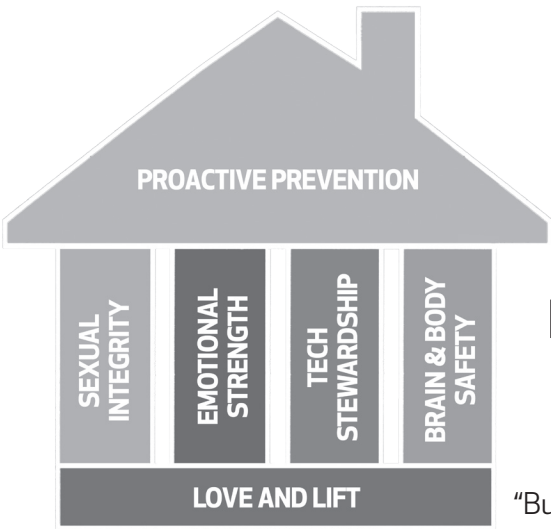 PROACTIVE PREVENTION
SEXUAL
INTEGRITY
EMOTIONAL
STRENGTH
TECH
STEWARDSHIP
BRAIN & BODY
SAFETY
LOVE AND LIFT